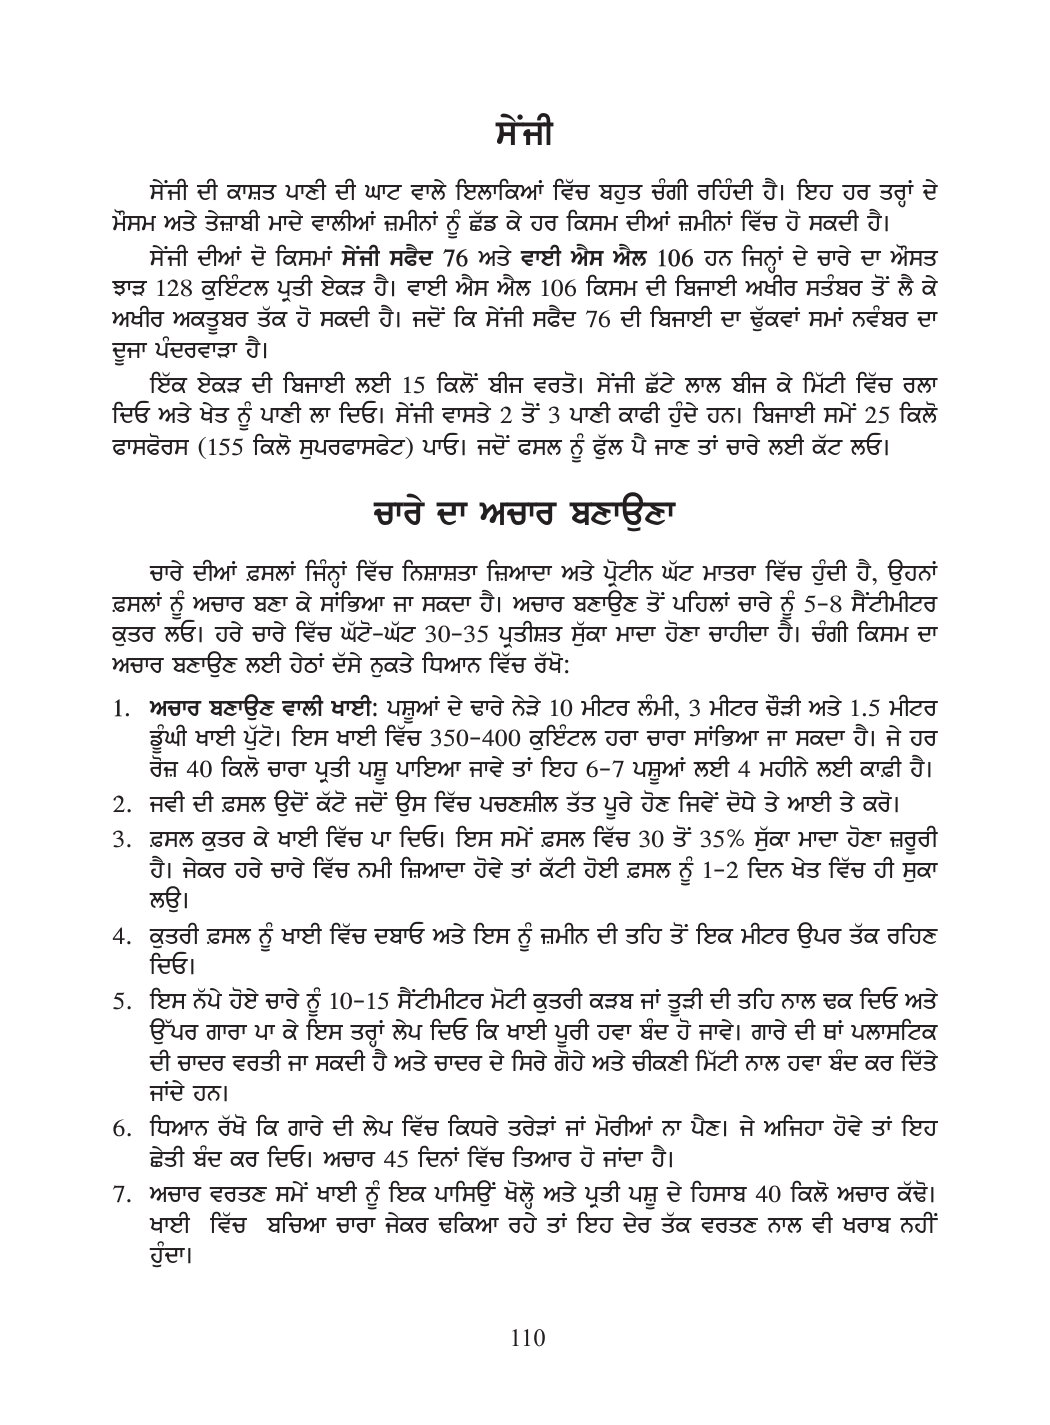 ਸੇਂਜੀ
ਸੇਂਜੀ ਦੀ ਕਾਸ਼ਤ ਪਾਣੀ ਦੀ ਘਾਟ ਵਾਲੇ ਇਲਾਕਿਆਂ ਵਿੱਚ ਬਹੁਤ ਚੰਗੀ ਰਹਿੰਦੀ ਹੈ। ਇਹ ਹਰ ਤਰ੍ਹਾਂ ਦੇ
ਮੌਸਮ ਅਤੇ ਤੇਜ਼ਾਬੀ ਮਾਦੇ ਵਾਲੀਆਂ ਜ਼ਮੀਨਾਂ ਨੂੰ ਛੱਡ ਕੇ ਹਰ ਕਿਸਮ ਦੀਆਂ ਜ਼ਮੀਨਾਂ ਵਿੱਚ ਹੋ ਸਕਦੀ ਹੈ।
ਸੇਂਜੀ ਦੀਆਂ ਦੋ ਕਿਸਮਾਂ ਸੇਂਜੀ ਸਫੈਦ 76 ਅਤੇ ਵਾਈ ਐਸ ਐਲ 106 ਹਨ ਜਿਨ੍ਹਾਂ ਦੇ ਚਾਰੇ ਦਾ ਔਸਤ
ਝਾੜ 128 ਕੁਇੰਟਲ ਪ੍ਰਤੀ ਏਕੜ ਹੈ। ਵਾਈ ਐਸ ਐਲ 106 ਕਿਸਮ ਦੀ ਬਿਜਾਈ ਅਖੀਰ ਸਤੰਬਰ ਤੋਂ ਲੈ ਕੇ
ਅਖੀਰ ਅਕਤੂਬਰ ਤੱਕ ਹੋ ਸਕਦੀ ਹੈ। ਜਦੋਂ ਕਿ ਸੇਂਜੀ ਸਫੈਦ 76 ਦੀ ਬਿਜਾਈ ਦਾ ਢੁੱਕਵਾਂ ਸਮਾਂ ਨਵੰਬਰ ਦਾ
ਦੂਜਾ ਪੰਦਰਵਾੜਾ ਹੈ।
ਇੱਕ ਏਕੜ ਦੀ ਬਿਜਾਈ ਲਈ 15 ਕਿਲੋਂ ਬੀਜ ਵਰਤੋ। ਸੇਂਜੀ ਛੱਟੇ ਲਾਲ ਬੀਜ ਕੇ ਮਿੱਟੀ ਵਿੱਚ ਰਲਾ
ਦਿਓ ਅਤੇ ਖੇਤ ਨੂੰ ਪਾਣੀ ਲਾ ਦਿਓ। ਸੇਂਜੀ ਵਾਸਤੇ 2 ਤੋਂ 3 ਪਾਣੀ ਕਾਫੀ ਹੁੰਦੇ ਹਨ। ਬਿਜਾਈ ਸਮੇਂ 25 ਕਿਲੋ
ਫਾਸਫੋਰਸ (155 ਕਿਲੋ ਸੁਪਰਫਾਸਫੇਟ) ਪਾਓ। ਜਦੋਂ ਫਸਲ ਨੂੰ ਫੁੱਲ ਪੈ ਜਾਣ ਤਾਂ ਚਾਰੇ ਲਈ ਕੱਟ ਲਓ।
ਚਾਰੇ ਦਾ ਅਚਾਰ ਬਣਾਉਣਾ
ਚਾਰੇ ਦੀਆਂ ਫ਼ਸਲਾਂ ਜਿੰਨ੍ਹਾਂ ਵਿੱਚ ਨਿਸ਼ਾਸ਼ਤਾ ਜ਼ਿਆਦਾ ਅਤੇ ਪ੍ਰੋਟੀਨ ਘੱਟ ਮਾਤਰਾ ਵਿੱਚ ਹੁੰਦੀ ਹੈ, ਉਹਨਾਂ
ਫ਼ਸਲਾਂ ਨੂੰ ਅਚਾਰ ਬਣਾ ਕੇ ਸਾਂਭਿਆ ਜਾ ਸਕਦਾ ਹੈ। ਅਚਾਰ ਬਣਾਉਣ ਤੋਂ ਪਹਿਲਾਂ ਚਾਰੇ ਨੂੰ 5-8 ਸੈਂਟੀਮੀਟਰ
ਕੁਤਰ ਲਓ। ਹਰੇ ਚਾਰੇ ਵਿੱਚ ਘੱਟੋ-ਘੱਟ 30-35 ਪ੍ਰਤੀਸ਼ਤ ਸੁੱਕਾ ਮਾਦਾ ਹੋਣਾ ਚਾਹੀਦਾ ਹੈ। ਚੰਗੀ ਕਿਸਮ ਦਾ
ਅਚਾਰ ਬਣਾਉਣ ਲਈ ਹੇਠਾਂ ਦੱਸੇ ਨੁਕਤੇ ਧਿਆਨ ਵਿੱਚ ਰੱਖੋ:
1. ਅਚਾਰ ਬਣਾਉਣ ਵਾਲੀ ਖਾਈ: ਪਸ਼ੂਆਂ ਦੇ ਢਾਰੇ ਨੇੜੇ 10 ਮੀਟਰ ਲੰਮੀ, 3 ਮੀਟਰ ਚੌੜੀ ਅਤੇ 1.5 ਮੀਟਰ
ਡੂੰਘੀ ਖਾਈ ਪੁੱਟੋ। ਇਸ ਖਾਈ ਵਿੱਚ 350-400 ਕੁਇੰਟਲ ਹਰਾ ਚਾਰਾ ਸਾਂਭਿਆ ਜਾ ਸਕਦਾ ਹੈ। ਜੇ ਹਰ
ਰੋਜ਼ 40 ਕਿਲੋ ਚਾਰਾ ਪ੍ਰਤੀ ਪਸ਼ੂ ਪਾਇਆ ਜਾਵੇ ਤਾਂ ਇਹ 6-7 ਪਸ਼ੂਆਂ ਲਈ 4 ਮਹੀਨੇ ਲਈ ਕਾਫ਼ੀ ਹੈ।
2. ਜਵੀ ਦੀ ਫ਼ਸਲ ਉਦੋਂ ਕੱਟੋ ਜਦੋਂ ਉਸ ਵਿੱਚ ਪਚਣਸ਼ੀਲ ਤੱਤ ਪੂਰੇ ਹੋਣ ਜਿਵੇਂ ਦੋਧੇ ਤੇ ਆਈ ਤੇ ਕਰੋ।
3. ਫ਼ਸਲ ਕੁਤਰ ਕੇ ਖਾਈ ਵਿੱਚ ਪਾ ਦਿਓ। ਇਸ ਸਮੇਂ ਫ਼ਸਲ ਵਿੱਚ 30 ਤੋਂ 35% ਸੁੱਕਾ ਮਾਦਾ ਹੋਣਾ ਜ਼ਰੂਰੀ
ਹੈ। ਜੇਕਰ ਹਰੇ ਚਾਰੇ ਵਿੱਚ ਨਮੀ ਜ਼ਿਆਦਾ ਹੋਵੇ ਤਾਂ ਕੱਟੀ ਹੋਈ ਫ਼ਸਲ ਨੂੰ 1-2 ਦਿਨ ਖੇਤ ਵਿੱਚ ਹੀ ਸੁਕਾ
ਲਉ।
4. ਕੁਤਰੀ ਫ਼ਸਲ ਨੂੰ ਖਾਈ ਵਿੱਚ ਦਬਾਓ ਅਤੇ ਇਸ ਨੂੰ ਜ਼ਮੀਨ ਦੀ ਤਹਿ ਤੋਂ ਇਕ ਮੀਟਰ ਉਪਰ ਤੱਕ ਰਹਿਣ
ਦਿਓ।
5. ਇਸ ਨੱਪੇ ਹੋਏ ਚਾਰੇ ਨੂੰ 10-15 ਸੈਂਟੀਮੀਟਰ ਮੋਟੀ ਕੁਤਰੀ ਕੜਬ ਜਾਂ ਤੂੜੀ ਦੀ ਤਹਿ ਨਾਲ ਢਕ ਦਿਓ ਅਤੇ
ਉੱਪਰ ਗਾਰਾ ਪਾ ਕੇ ਇਸ ਤਰ੍ਹਾਂ ਲੇਪ ਦਿਓ ਕਿ ਖਾਈ ਪੂਰੀ ਹਵਾ ਬੰਦ ਹੋ ਜਾਵੇ। ਗਾਰੇ ਦੀ ਥਾਂ ਪਲਾਸਟਿਕ
ਦੀ ਚਾਦਰ ਵਰਤੀ ਜਾ ਸਕਦੀ ਹੈ ਅਤੇ ਚਾਦਰ ਦੇ ਸਿਰੇ ਗੋਹੇ ਅਤੇ ਚੀਕਣੀ ਮਿੱਟੀ ਨਾਲ ਹਵਾ ਬੰਦ ਕਰ ਦਿੱਤੇ
ਜਾਂਦੇ ਹਨ।
6. ਧਿਆਨ ਰੱਖੋ ਕਿ ਗਾਰੇ ਦੀ ਲੇਪ ਵਿੱਚ ਕਿਧਰੇ ਤਰੇੜਾਂ ਜਾਂ ਮੋਰੀਆਂ ਨਾ ਪੈਣ। ਜੇ ਅਜਿਹਾ ਹੋਵੇ ਤਾਂ ਇਹ
ਛੇਤੀ ਬੰਦ ਕਰ ਦਿਓ। ਅਚਾਰ 45 ਦਿਨਾਂ ਵਿੱਚ ਤਿਆਰ ਹੋ ਜਾਂਦਾ ਹੈ।
7. ਅਚਾਰ ਵਰਤਣ ਸਮੇਂ ਖਾਈ ਨੂੰ ਇਕ ਪਾਸਿਉਂ ਖੋਲ੍ਹੋ ਅਤੇ ਪ੍ਰਤੀ ਪਸ਼ੂ ਦੇ ਹਿਸਾਬ 40 ਕਿਲੋ ਅਚਾਰ ਕੱਢੋ।
ਖਾਈ ਵਿੱਚ ਬਚਿਆ ਚਾਰਾ ਜੇਕਰ ਢਕਿਆ ਰਹੇ ਤਾਂ ਇਹ ਦੇਰ ਤੱਕ ਵਰਤਣ ਨਾਲ ਵੀ ਖਰਾਬ ਨਹੀਂ
ਹੁੰਦਾ।
110